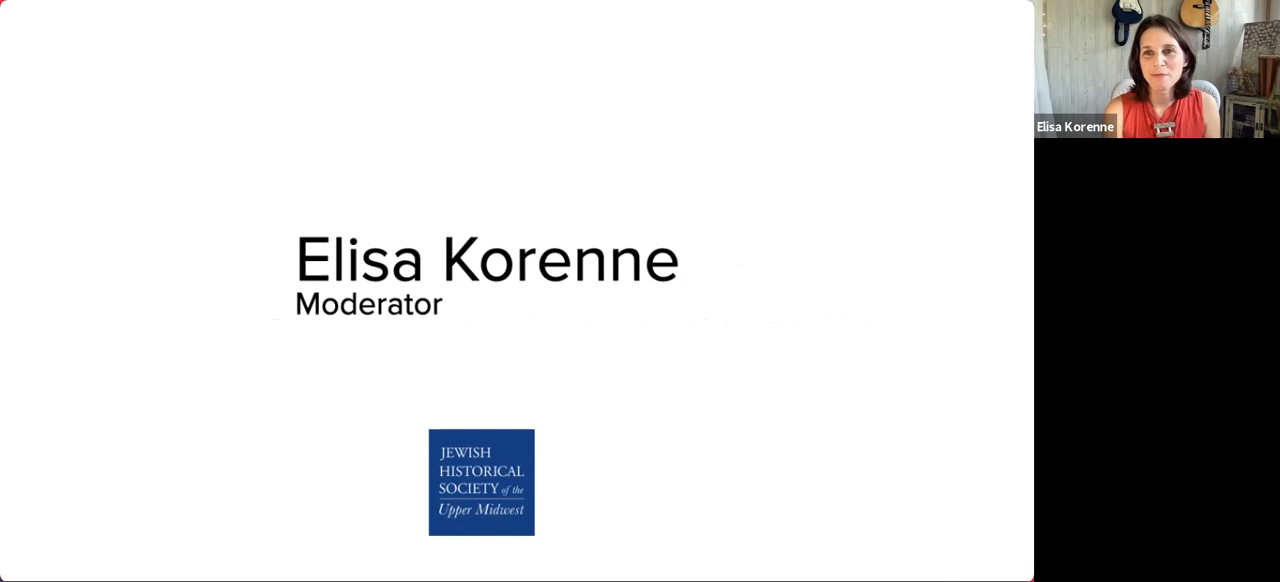 Elisa Korenne
Moderator
JEWISH
HISTORICAL
SOCIETY of the
Upper Midwest
Elisa Korenne